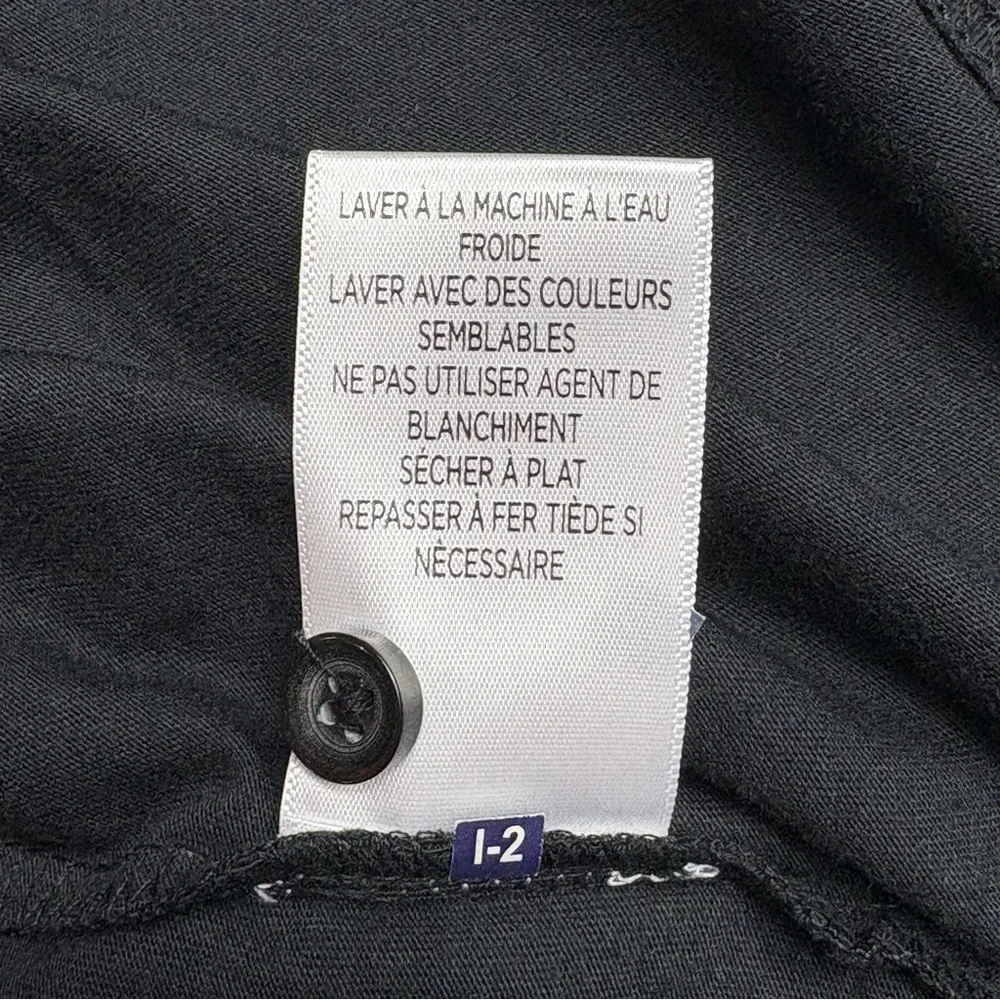 LAVER À LA MACHINE À L'EAU
FROIDE
LAVER AVEC DES COULEURS
SEMBLABLES
NE PAS UTILISER AGENT DE
BLANCHIMENT
SÉCHER À PLAT
REPASSER À FER TIÈDE SI
NÈCESSAIRE
I-2